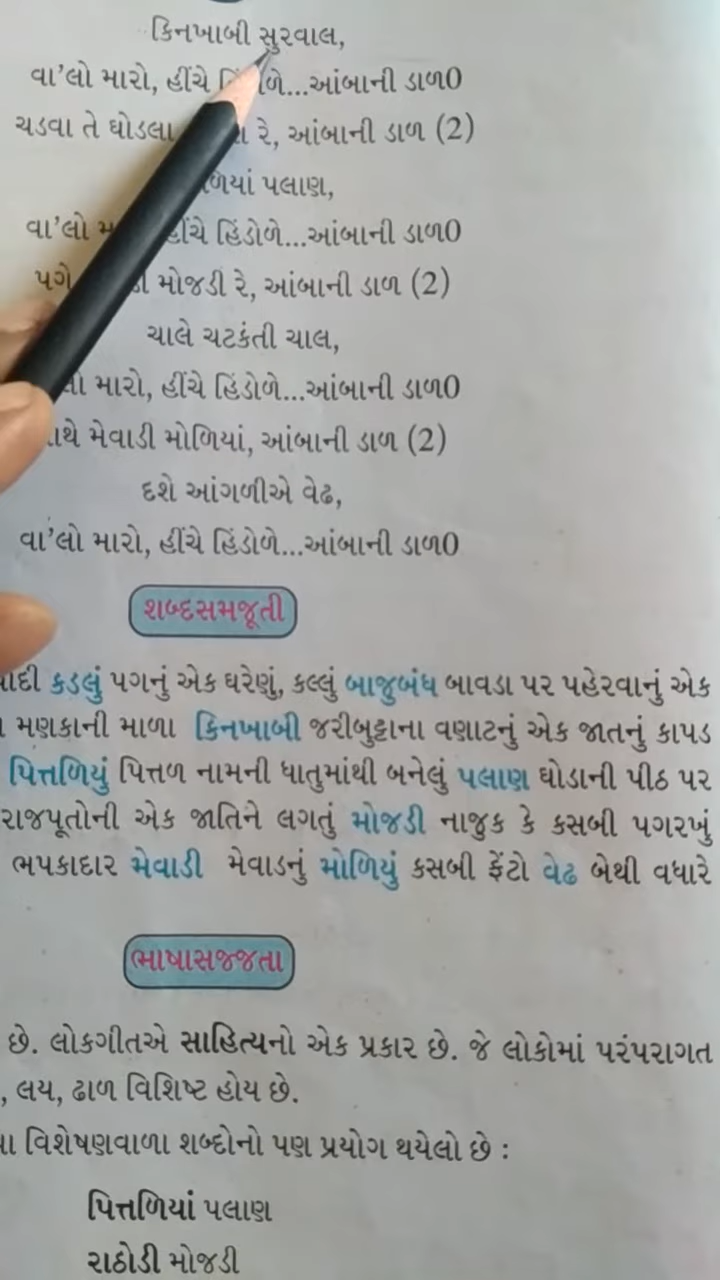 કિનખાબી સુરવાલ,
વા’લો મારો, હીંચે ...આંબાની ડાળ0
ચડવા તે ઘોડલા રે, આંબાની ડાળ (2)
પલાણ,
વા’લો હીંચે હિંડોળે...આંબાની ડાળ0
પગે મોજડી રે, આંબાની ડાળ (2)
ચાલે ચટકંતી ચાલ,
મારો, હીંચે હિંડોળે...આંબાની ડાળ0
મેવાડી મોળિયાં, આંબાની ડાળ (2)
દશે આંગળીએ વેઢ,
વા’લો મારો, હીંચે હિંડોળે...આંબાની ડાળ0
શબ્દસમજૂતી
કડલું પગનું એક ઘરેણું, કલ્લું બાજુબંધ બાવડા પર પહેરવાનું એક
મણકાની માળા કિનખાબી જરીબુટ્ટાના વણાટનું એક જાતનું કાપડ
પિત્તળિયું પિત્તળ નામની ધાતુમાંથી બનેલું પલાણ ઘોડાની પીઠ પર
રાજપૂતોની એક જાતિને લગતું મોજડી નાજુક કે કસબી પગરખું
ભપકાદાર મેવાડી મેવાડનું મોળિયું કસબી ફેંટો વેઢ બેથી વધારે
ભાષાસજ્જતા
છે. લોકગીતએ સાહિત્યનો એક પ્રકાર છે. જે લોકોમાં પરંપરાગત
, લય, ઢાળ વિશિષ્ટ હોય છે.
વિશેષણવાળા શબ્દોનો પણ પ્રયોગ થયેલો છે :
પિત્તળિયાં પલાણ
રાઠોડી મોજડી